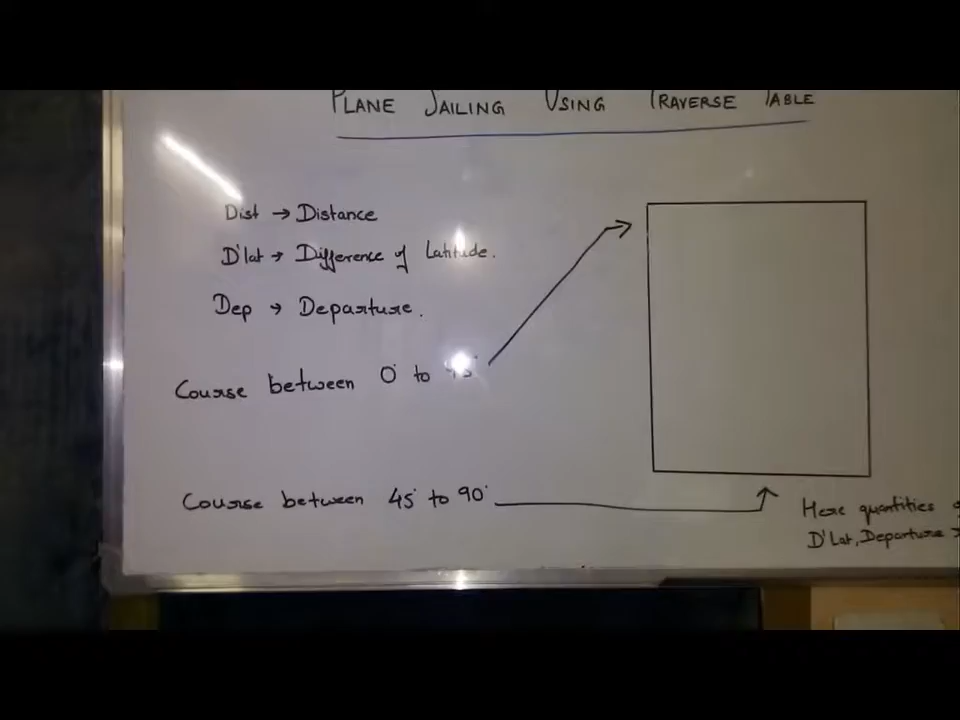 PLANE SAILING USING TRAVERSE TABLE
Dist → Distance
D'lat → Difference of Latitude.
Dep → Departure.
Course between 0° to 45°
Course between 45° to 90°
Here quantities
D'Lat, Departure